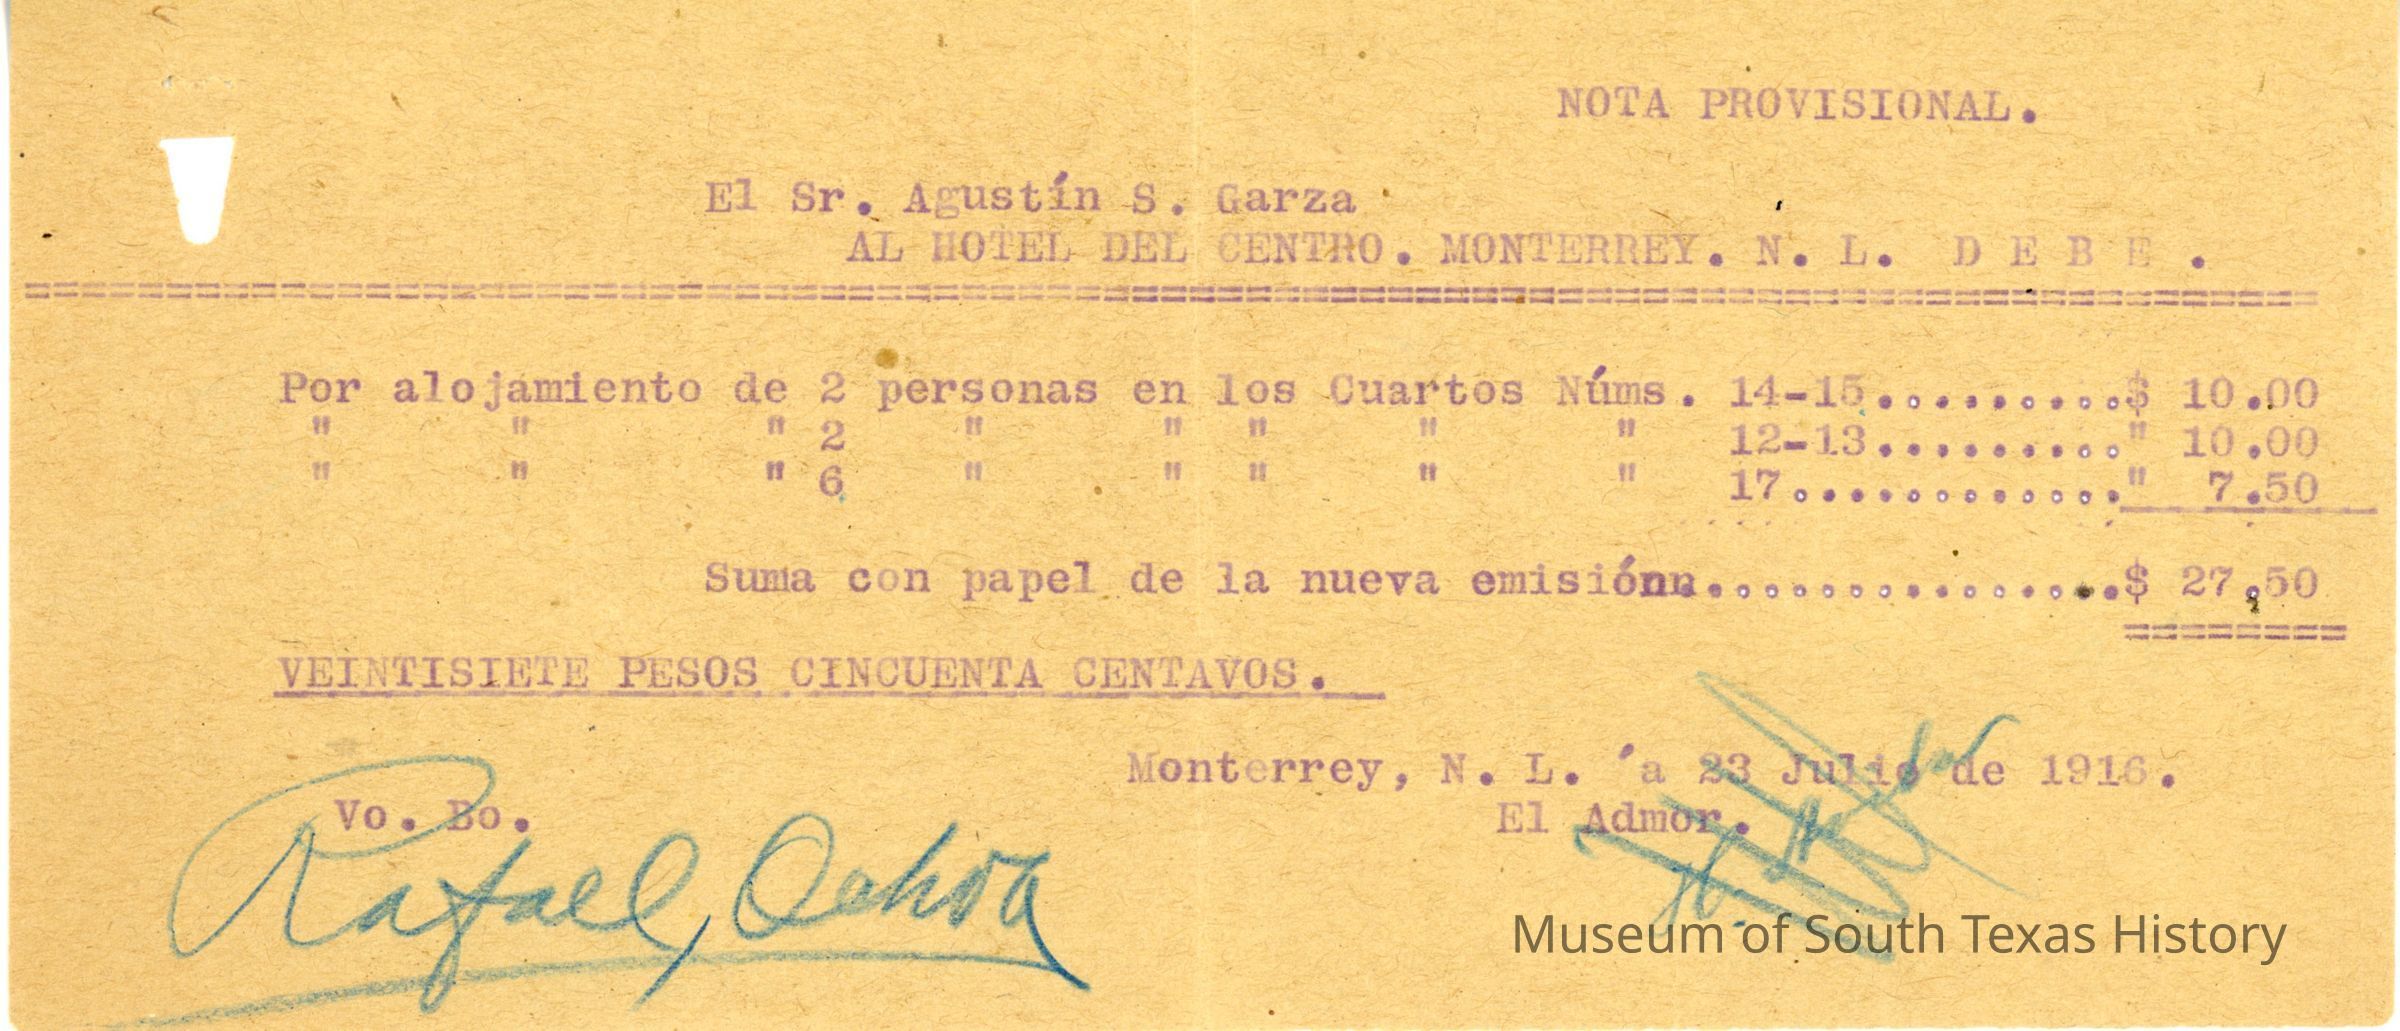 NOTA PROVISIONAL.
El Sr. Agustín S. Garza
AL HOTEL DEL CENTRO. MONTERREY. N. L. D E B E .
================================================================================
Por alojamiento de 2 personas en los Cuartos Núms. 14-15.........$ 10.00
" " " 2 " " " " " 12-13........." 10.00
" " " 6 " " " " " 17............" 7.50
Suma con papel de la nueva emisiónn...............$ 27.50
========
VEINTISIETE PESOS CINCUENTA CENTAVOS.
Monterrey, N. L. ´a 23 Julio de 1916.
Vo. Bo.
El Admor.
Rafael, Ochoa
Museum of South Texas History